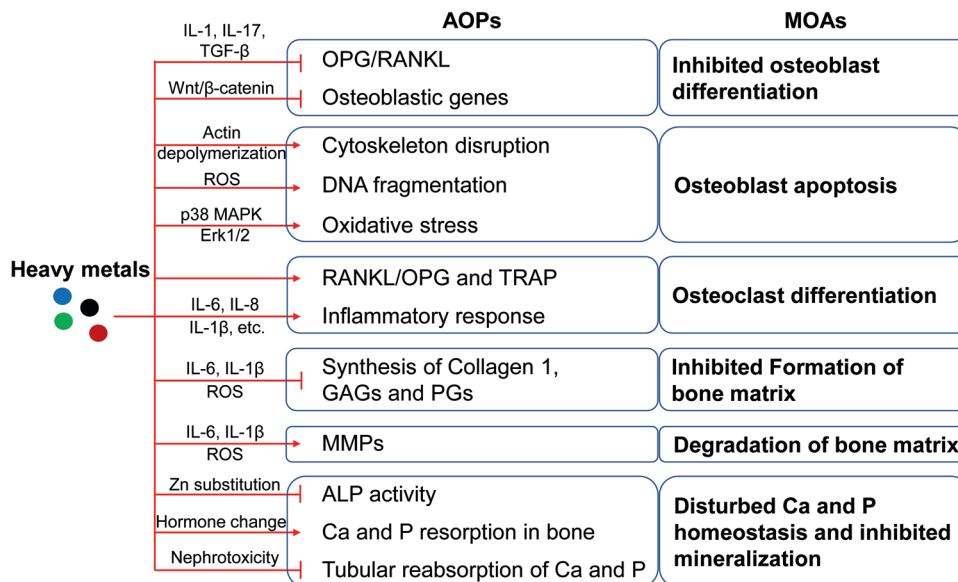 AOPs
MOAs
IL-1, IL-17,
TGF-β
OPG/RANKL
Wnt/β-catenin
Osteoblastic genes
Inhibited osteoblast
differentiation
Actin
depolymerization
Cytoskeleton disruption
ROS
DNA fragmentation
p38 MAPK
Erk1/2
Oxidative stress
Osteoblast apoptosis
Heavy metals
RANKL/OPG and TRAP
IL-6, IL-8
IL-1β, etc.
Inflammatory response
Osteoclast differentiation
IL-6, IL-1β
ROS
Synthesis of Collagen 1,
GAGs and PGs
Inhibited Formation of
bone matrix
IL-6, IL-1β
ROS
MMPs
Degradation of bone matrix
Zn substitution
ALP activity
Hormone change
Ca and P resorption in bone
Nephrotoxicity
Tubular reabsorption of Ca and P
Disturbed Ca and P
homeostasis and inhibited
mineralization